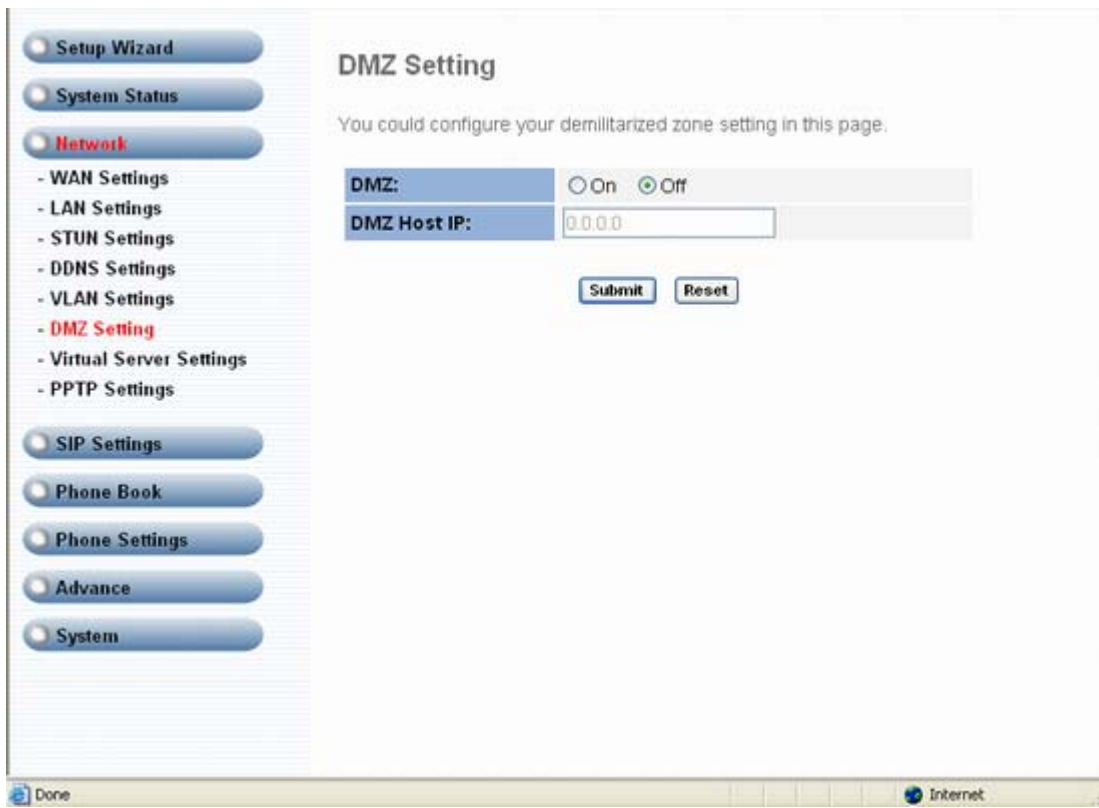 Setup Wizard
System Status
Network
- WAN Settings
- LAN Settings
- STUN Settings
- DDNS Settings
- VLAN Settings
- DMZ Setting
- Virtual Server Settings
- PPTP Settings
SIP Settings
Phone Book
Phone Settings
Advance
System
DMZ Setting
You could configure your demilitarized zone setting in this page.
DMZ: On Off
DMZ Host IP: 0.0.0.0
Submit Reset
Done Internet